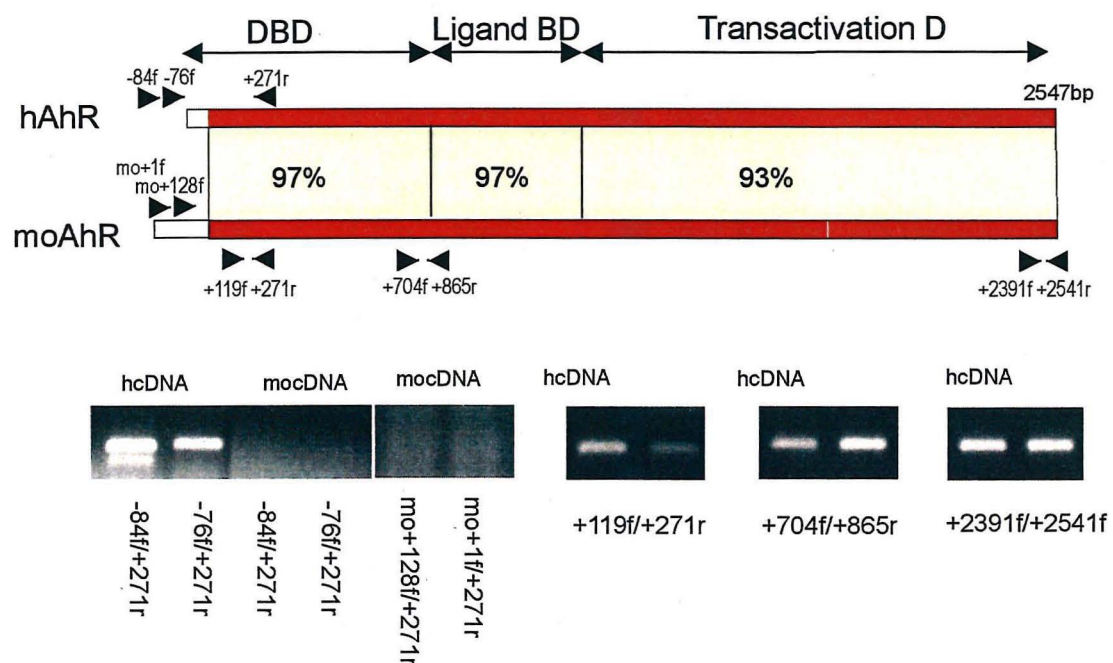 DBD Ligand BD Transactivation D
-84f -76f +271r 2547bp
hAhR
97% 97% 93%
mo+1f
mo+128f
moAhR
+119f +271r +704f +865r +2391f +2541r
hcDNA mocDNA mocDNA hcDNA hcDNA hcDNA
-84f/+271r
-76f/+271r
-84f/+271r
-76f/+271r
mo+128f/+271r
mo+1f/+271r
+119f/+271r +704f/+865r +2391f/+2541f